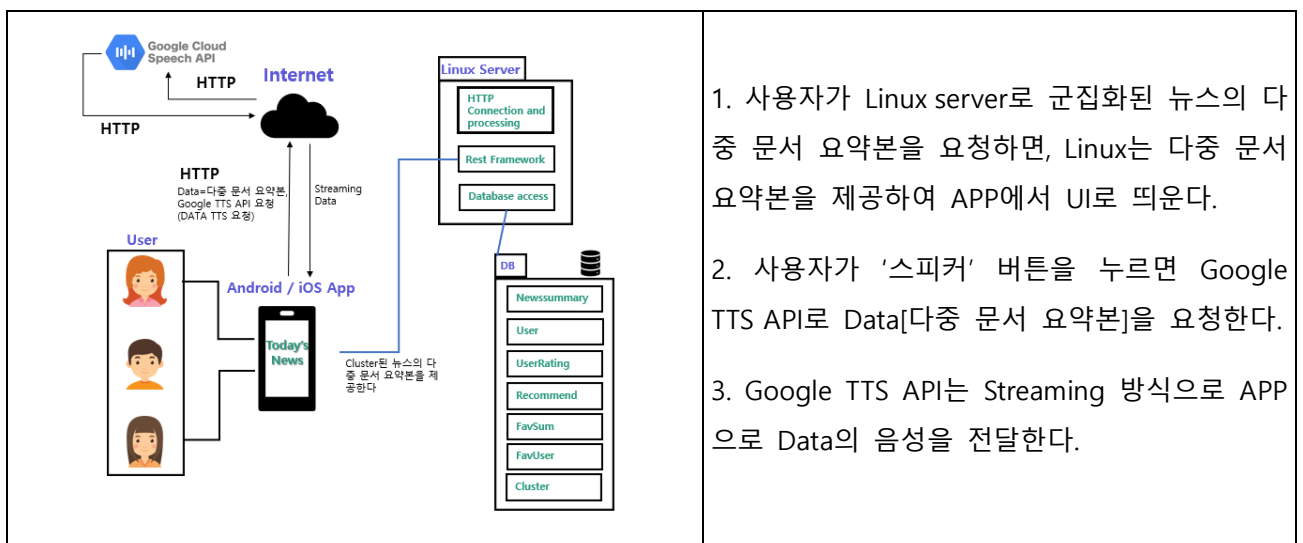 Google Cloud
Speech API
HTTP
Internet
HTTP
HTTP
Data=다중 문서 요약본,
Google TTS API 요청
(DATA TTS 요청)
Streaming
Data
User
Android / iOS App
Today's
News
Cluster된 뉴스의 다
중 문서 요약본을 제
공한다
Linux Server
HTTP
Connection and
processing
Rest Framework
Database access
DB
Newssummary
User
UserRating
Recommend
FavSum
FavUser
Cluster
1. 사용자가 Linux server로 군집화된 뉴스의 다
중 문서 요약본을 요청하면, Linux는 다중 문서
요약본을 제공하여 APP에서 UI로 띄운다.
2. 사용자가 ‘스피커’ 버튼을 누르면 Google
TTS API로 Data[다중 문서 요약본]을 요청한다.
3. Google TTS API는 Streaming 방식으로 APP
으로 Data의 음성을 전달한다.